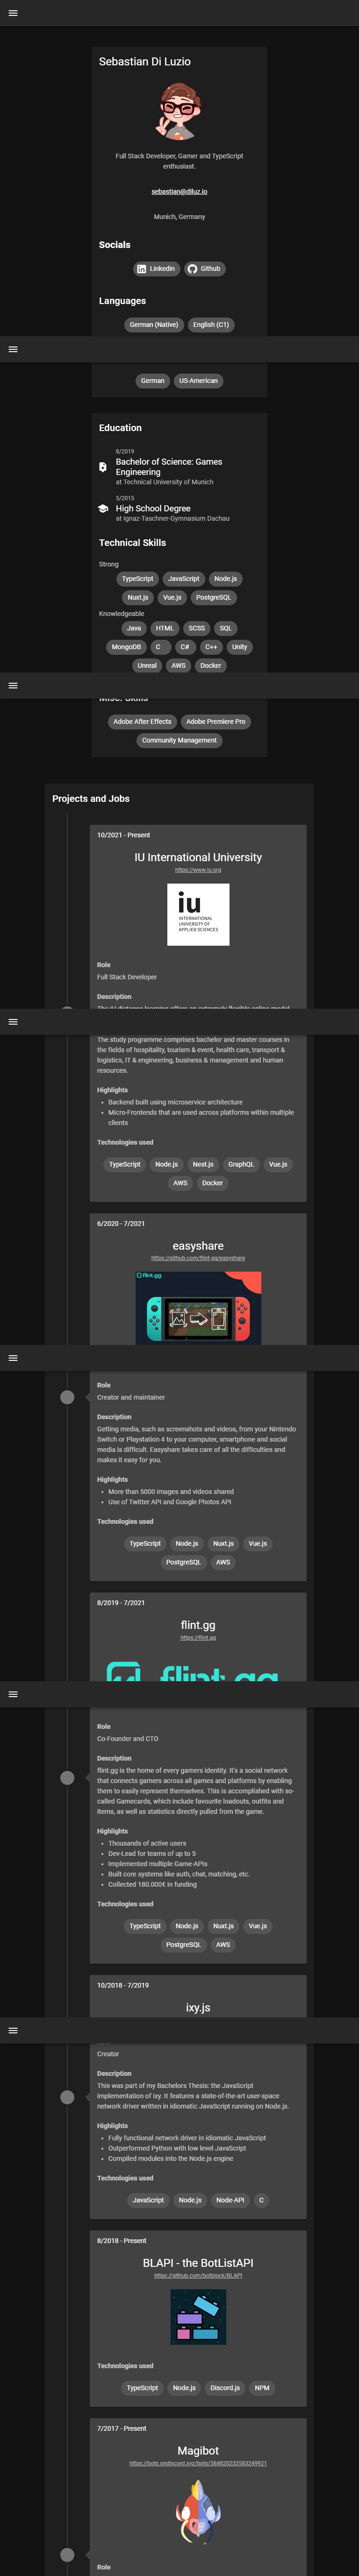 Sebastian Di Luzio
Full Stack Developer, Gamer and TypeScript
enthusiast.
sebastian@diluz.io
Munich, Germany
Socials
Linkedin
Github
Languages
German (Native)
English (C1)
German
US-American
Education
8/2019
Bachelor of Science: Games
Engineering
at Technical University of Munich
5/2015
High School Degree
at Ignaz-Taschner-Gymnasium Dachau
Technical Skills
Strong
TypeScript
JavaScript
Node.js
Nuxt.js
Vue.js
PostgreSQL
Knowledgeable
Java
HTML
SCSS
SQL
MongoDB
C
C#
C++
Unity
Unreal
AWS
Docker
Misc. Skills
Adobe After Effects
Adobe Premiere Pro
Community Management
Projects and Jobs
10/2021 - Present
IU International University
https://www.iu.org
iu
INTERNATIONAL
UNIVERSITY OF
APPLIED SCIENCES
Role
Full Stack Developer
Description
The IU distance learning offers an extremely flexible online model.
The study programme comprises bachelor and master courses in
the fields of hospitality, tourism & event, health care, transport &
logistics, IT & engineering, business & management and human
resources.
Highlights
Backend built using microservice architecture
Micro-Frontends that are used across platforms within multiple
clients
Technologies used
TypeScript
Node.js
Nest.js
GraphQL
Vue.js
AWS
Docker
6/2020 - 7/2021
easyshare
https://github.com/flint-gg/easyshare
flint.gg
Role
Creator and maintainer
Description
Getting media, such as screenshots and videos, from your Nintendo
Switch or Playstation 4 to your computer, smartphone and social
media is difficult. Easyshare takes care of all the difficulties and
makes it easy for you.
Highlights
More than 5000 images and videos shared
Use of Twitter API and Google Photos API
Technologies used
TypeScript
Node.js
Nuxt.js
Vue.js
PostgreSQL
AWS
8/2019 - 7/2021
flint.gg
https://flint.gg
flint.gg
Role
Co-Founder and CTO
Description
flint.gg is the home of every gamers identity. It's a social network
that connects gamers across all games and platforms by enabling
them to easily represent themselves. This is accomplished with so-
called Gamecards, which include favourite loadouts, outfits and
items, as well as statistics directly pulled from the game.
Highlights
Thousands of active users
Dev-Lead for teams of up to 5
Implemented multiple Game-APIs
Built core systems like auth, chat, matching, etc.
Collected 180.000€ in funding
Technologies used
TypeScript
Node.js
Nuxt.js
Vue.js
PostgreSQL
AWS
10/2018 - 7/2019
ixy.js
Creator
Description
This was part of my Bachelors Thesis: the JavaScript
implementation of ixy. It features a state-of-the-art user-space
network driver written in idiomatic JavaScript running on Node.js.
Highlights
Fully functional network driver in idiomatic JavaScript
Outperformed Python with low level JavaScript
Compiled modules into the Node.js engine
Technologies used
JavaScript
Node.js
Node-API
C
8/2018 - Present
BLAPI - the BotListAPI
https://github.com/botblock/BLAPI
Technologies used
TypeScript
Node.js
Discord.js
NPM
7/2017 - Present
Magibot
https://bots.ondiscord.xyz/bots/384820232583249921
Role